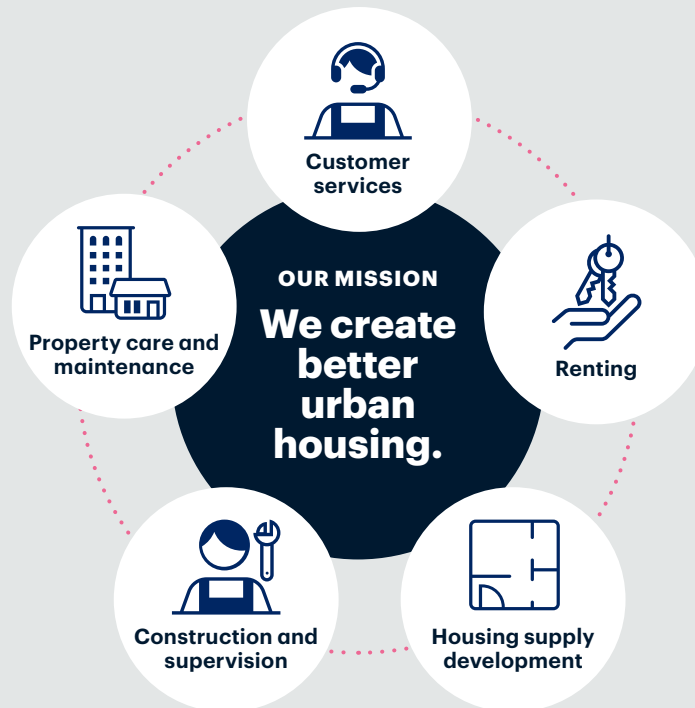 Customer
services
OUR MISSION
We create
better
urban
housing.
Property care and
maintenance
Renting
Construction and
supervision
Housing supply
development